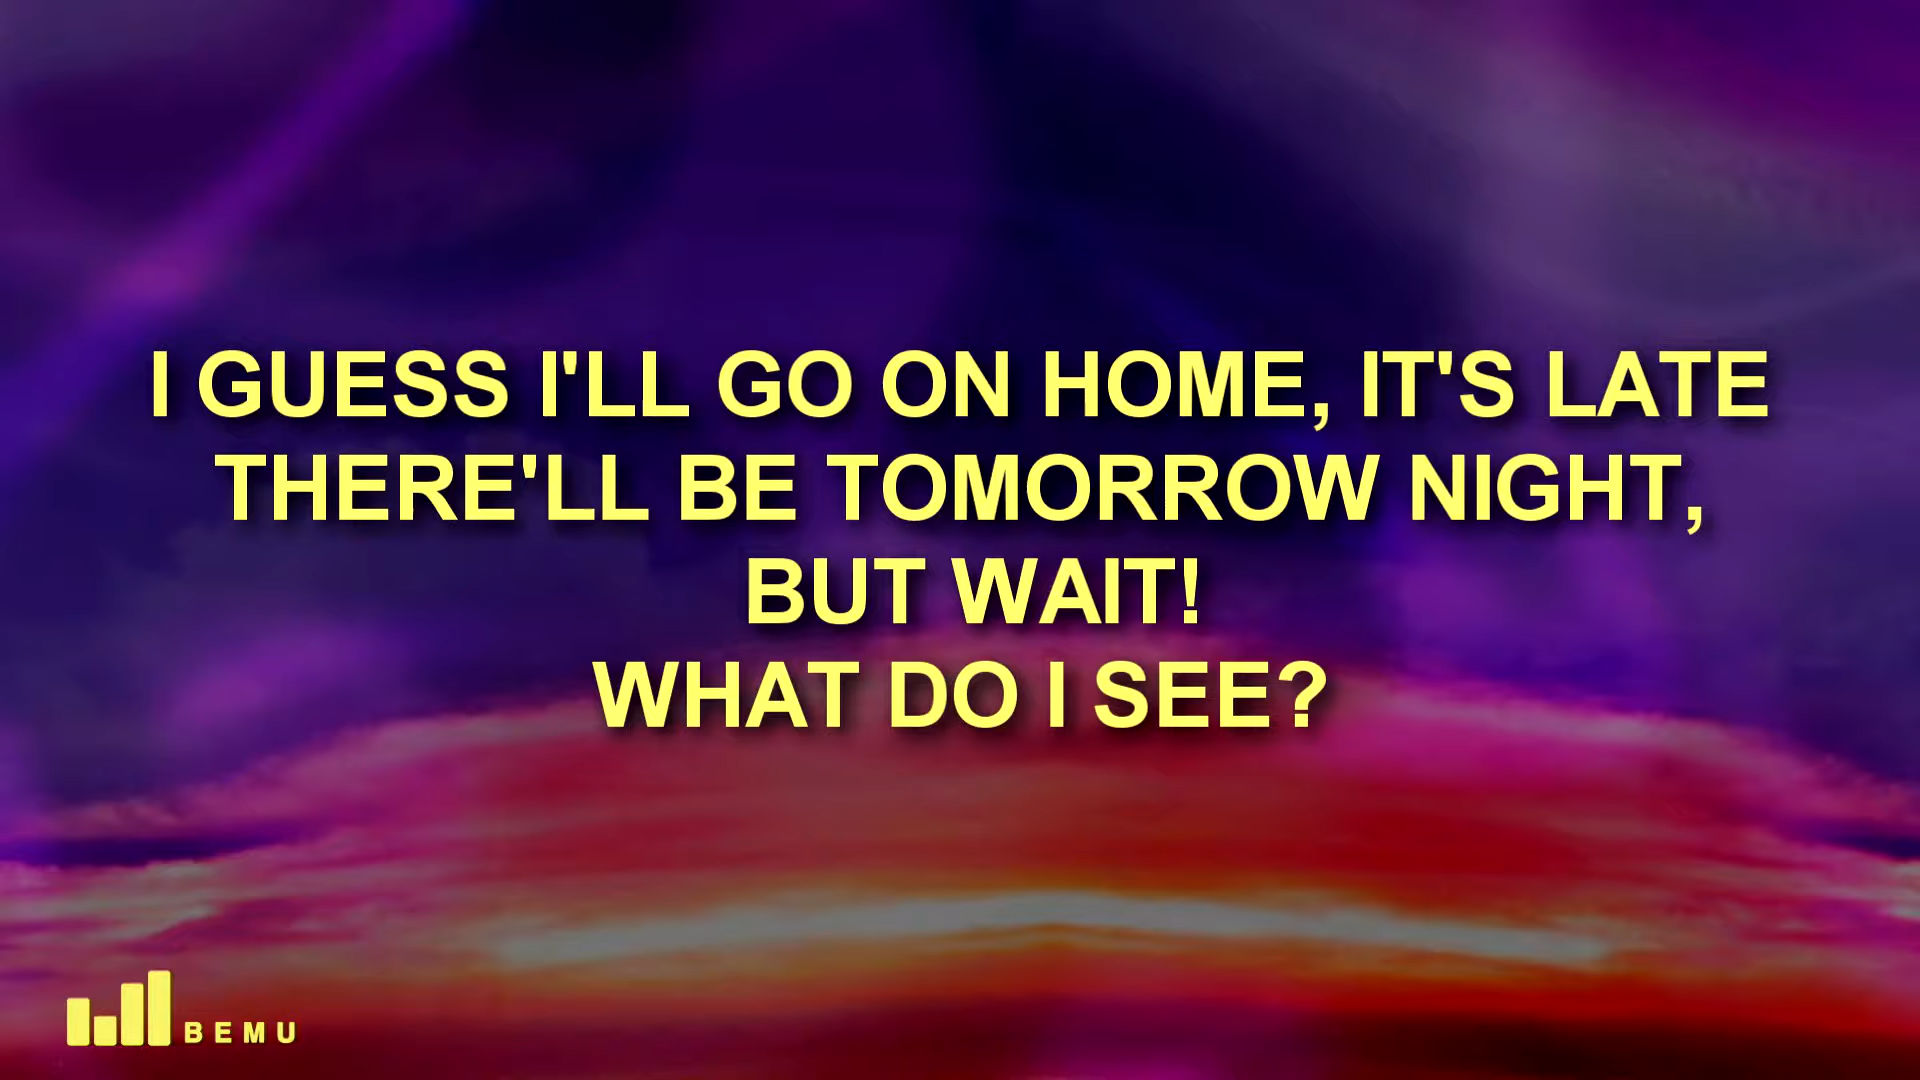 I GUESS I'LL GO ON HOME, IT'S LATE
THERE'LL BE TOMORROW NIGHT,
BUT WAIT!
WHAT DO I SEE?
BEMU